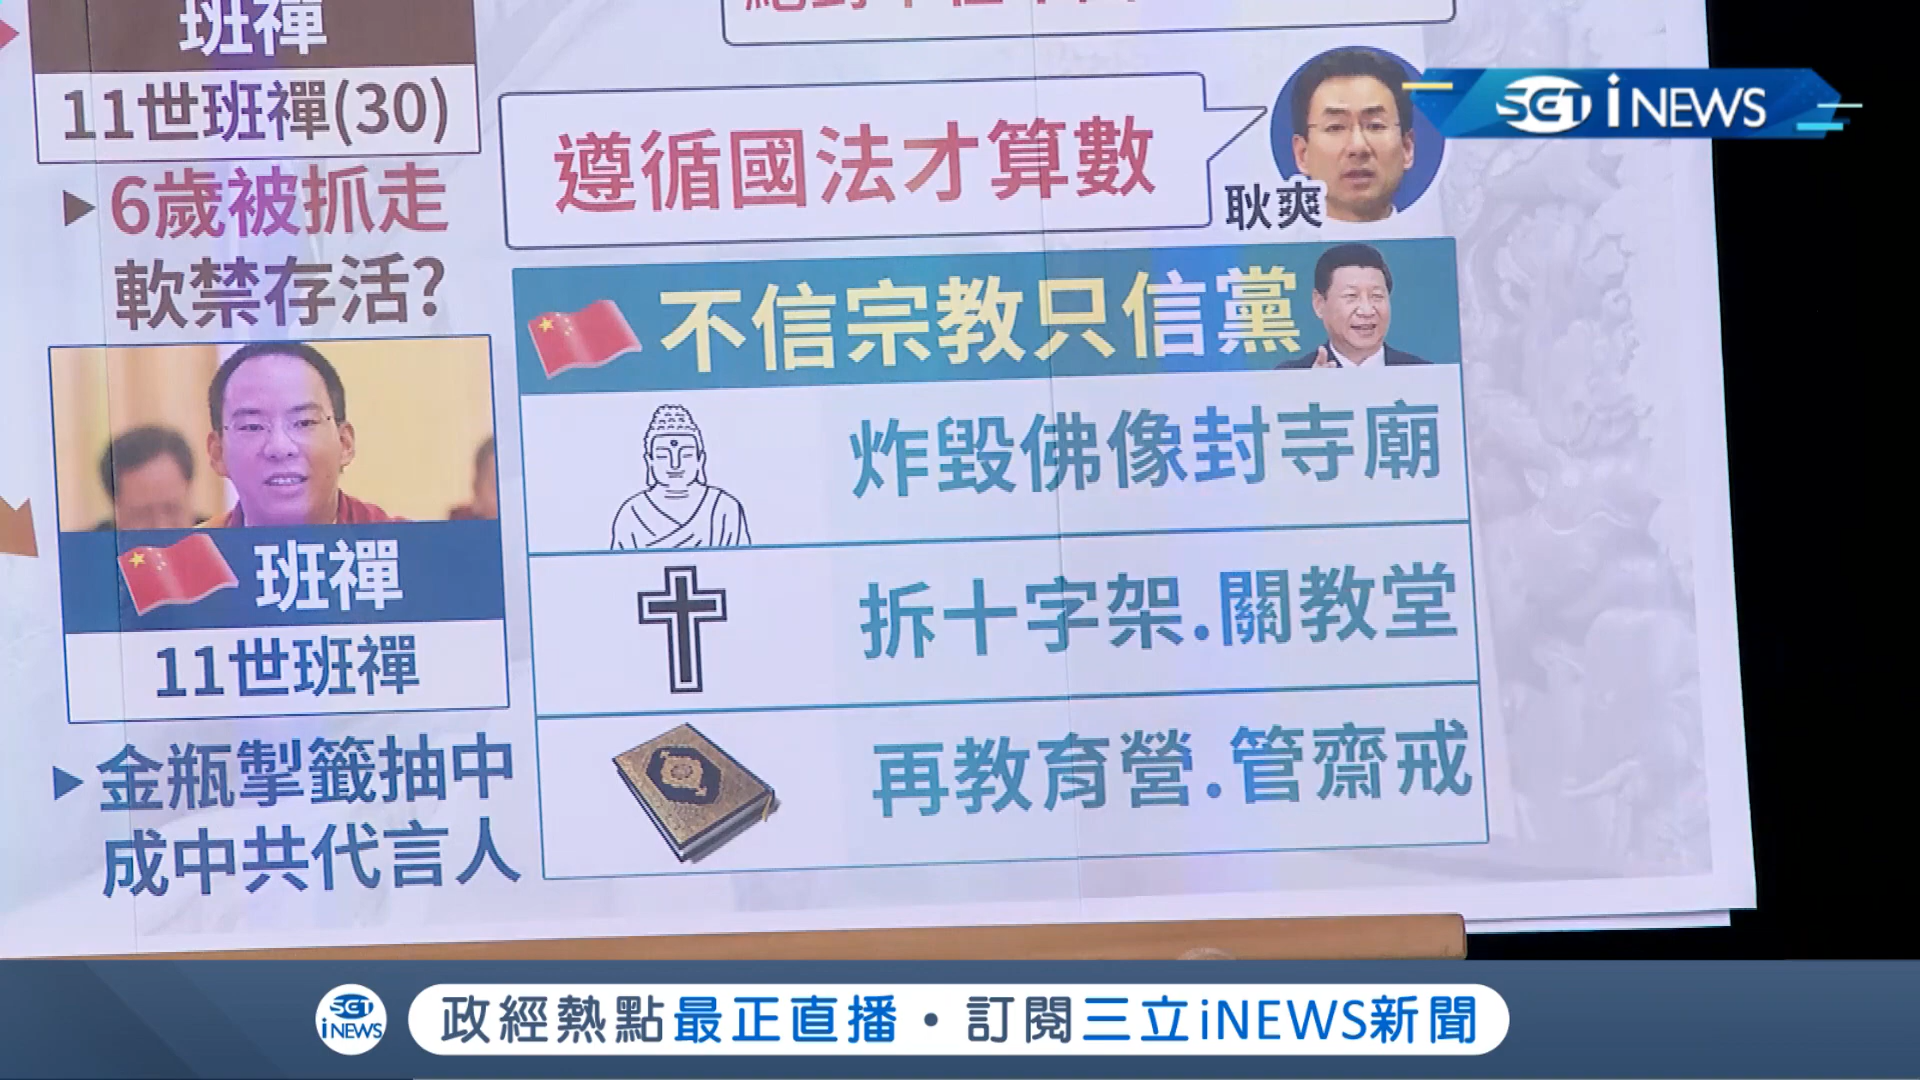 班禪
11世班禪(30)
6歲被抓走
軟禁存活?
班禪
11世班禪
金瓶掣籤抽中
成中共代言人
遵循國法才算數
耿爽
不信宗教只信黨
炸毀佛像封寺廟
拆十字架.關教堂
再教育營.管齋戒
SET iNEWS
SET iNEWS
政經熱點最正直播・訂閱三立iNEWS新聞